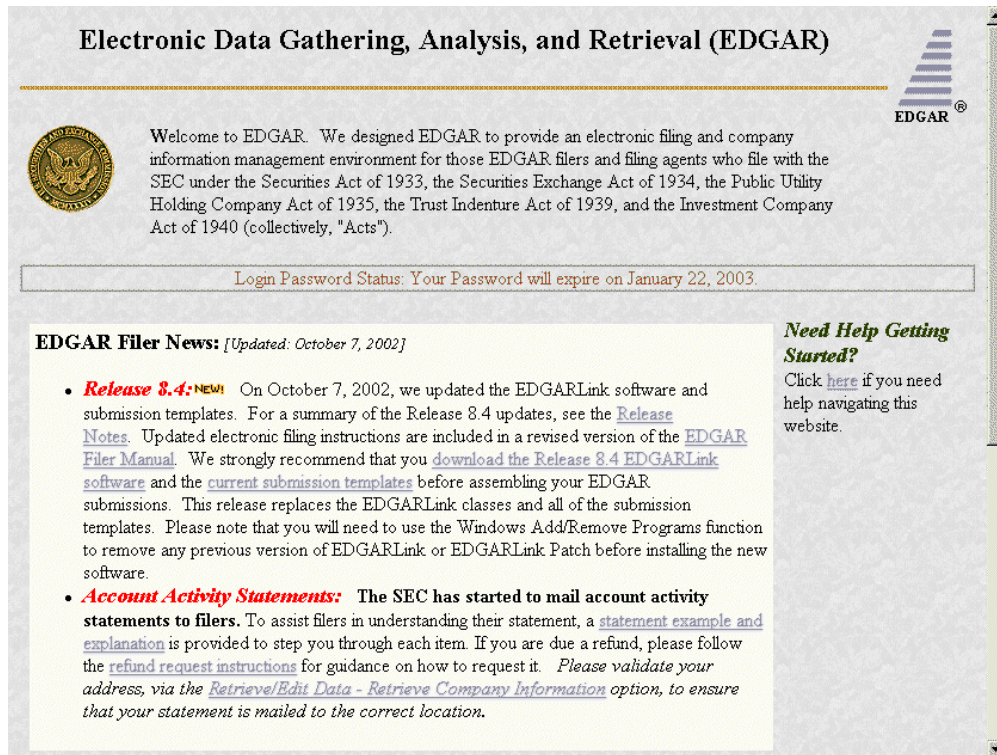 Electronic Data Gathering, Analysis, and Retrieval (EDGAR)
EDGAR ®
Welcome to EDGAR. We designed EDGAR to provide an electronic filing and company
information management environment for those EDGAR filers and filing agents who file with the
SEC under the Securities Act of 1933, the Securities Exchange Act of 1934, the Public Utility
Holding Company Act of 1935, the Trust Indenture Act of 1939, and the Investment Company
Act of 1940 (collectively, "Acts").
Login Password Status: Your Password will expire on January 22, 2003.
EDGAR Filer News: [Updated: October 7, 2002]
• Release 8.4: NEW! On October 7, 2002, we updated the EDGARLink software and
submission templates. For a summary of the Release 8.4 updates, see the Release
Notes. Updated electronic filing instructions are included in a revised version of the EDGAR
Filer Manual. We strongly recommend that you download the Release 8.4 EDGARLink
software and the current submission templates before assembling your EDGAR
submissions. This release replaces the EDGARLink classes and all of the submission
templates. Please note that you will need to use the Windows Add/Remove Programs function
to remove any previous version of EDGARLink or EDGARLink Patch before installing the new
software.
• Account Activity Statements: The SEC has started to mail account activity
statements to filers. To assist filers in understanding their statement, a statement example and
explanation is provided to step you through each item. If you are due a refund, please follow
the refund request instructions for guidance on how to request it. Please validate your
address, via the Retrieve/Edit Data - Retrieve Company Information option, to ensure
that your statement is mailed to the correct location.
Need Help Getting
Started?
Click here if you need
help navigating this
website.